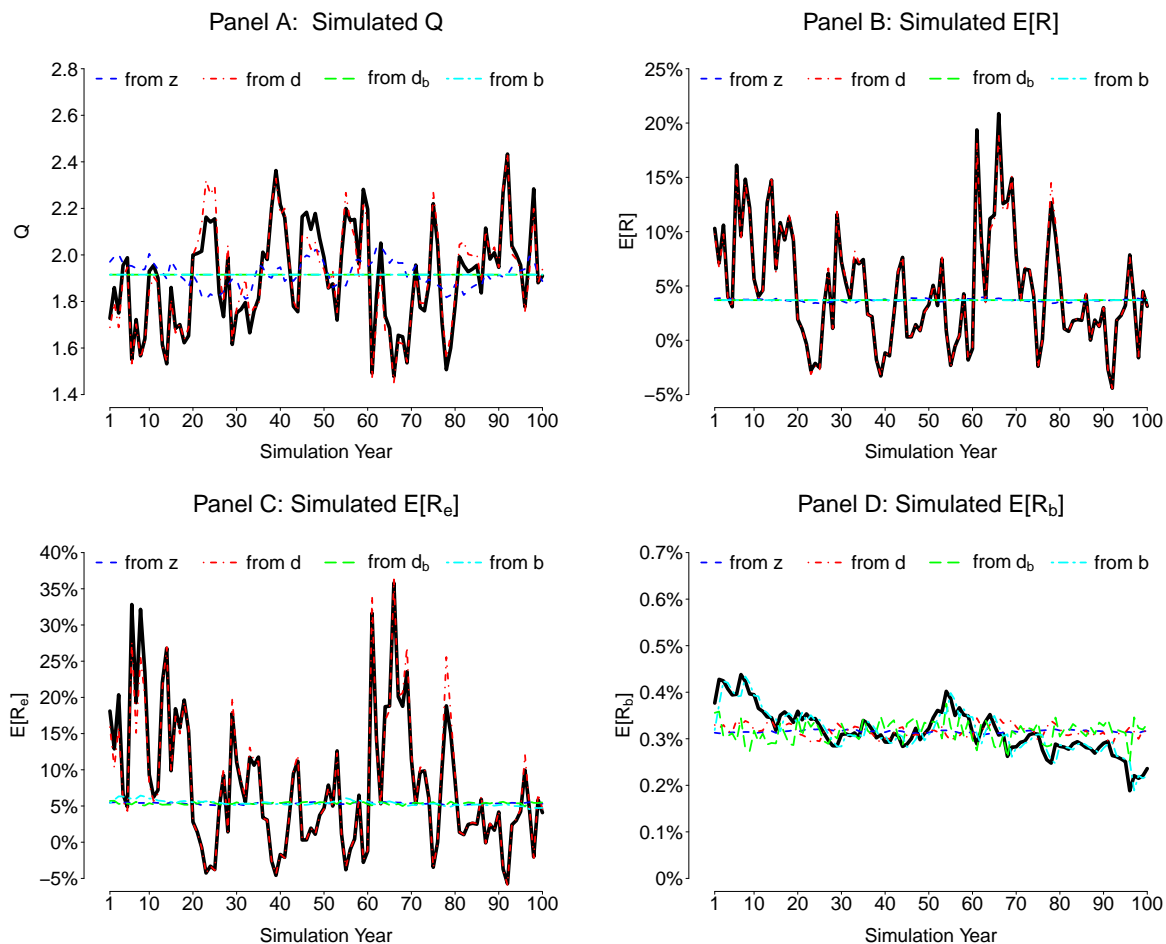 Panel A: Simulated Q
from z from d from d_b from b
2.8
2.6
2.4
2.2
2.0
1.8
1.6
1.4
Q
1 10 20 30 40 50 60 70 80 90 100
Simulation Year
Panel B: Simulated E[R]
from z from d from d_b from b
25%
20%
15%
10%
5%
0%
−5%
E[R]
1 10 20 30 40 50 60 70 80 90 100
Simulation Year
Panel C: Simulated E[R_e]
from z from d from d_b from b
40%
35%
30%
25%
20%
15%
10%
5%
0%
−5%
E[R_e]
1 10 20 30 40 50 60 70 80 90 100
Simulation Year
Panel D: Simulated E[R_b]
from z from d from d_b from b
0.7%
0.6%
0.5%
0.4%
0.3%
0.2%
0.1%
0%
E[R_b]
1 10 20 30 40 50 60 70 80 90 100
Simulation Year